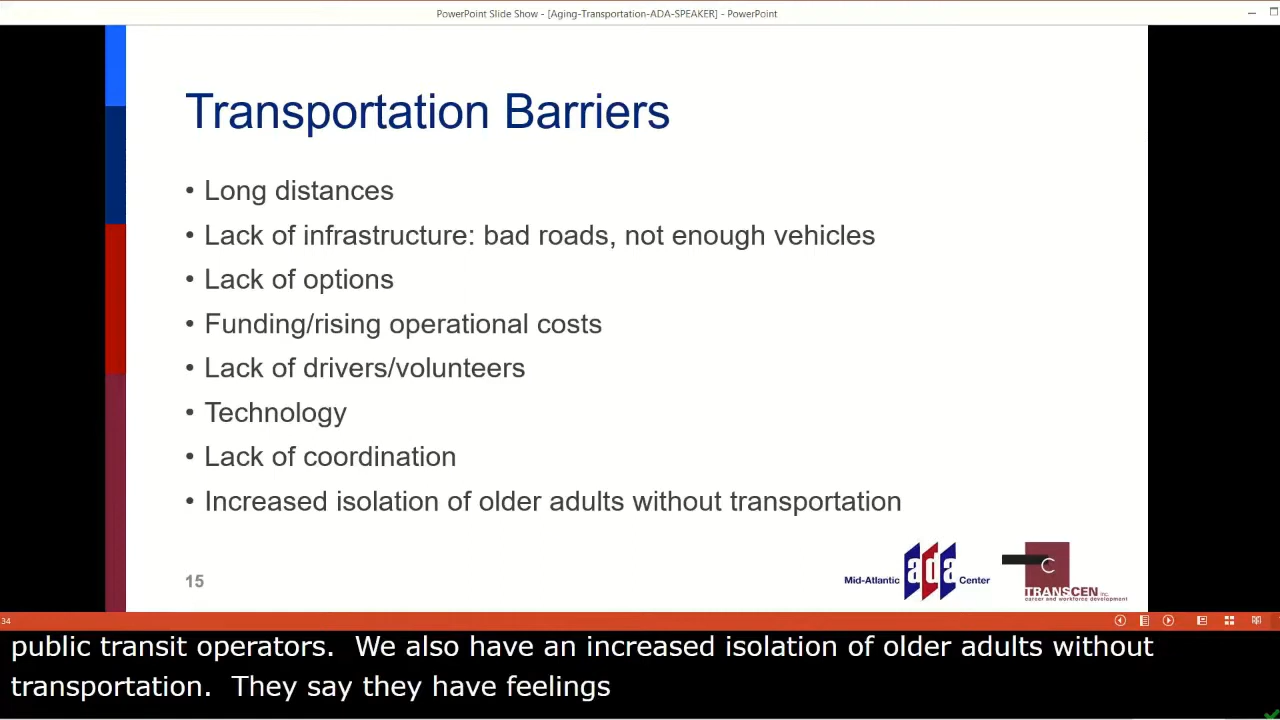 PowerPoint Slide Show - [Aging-Transportation-ADA-SPEAKER] - PowerPoint
Transportation Barriers
• Long distances
• Lack of infrastructure: bad roads, not enough vehicles
• Lack of options
• Funding/rising operational costs
• Lack of drivers/volunteers
• Technology
• Lack of coordination
• Increased isolation of older adults without transportation
15
Mid-Atlantic ada Center
C
TRANSCEN inc.
career and workforce development
34
public transit operators.  We also have an increased isolation of older adults without
transportation.  They say they have feelings